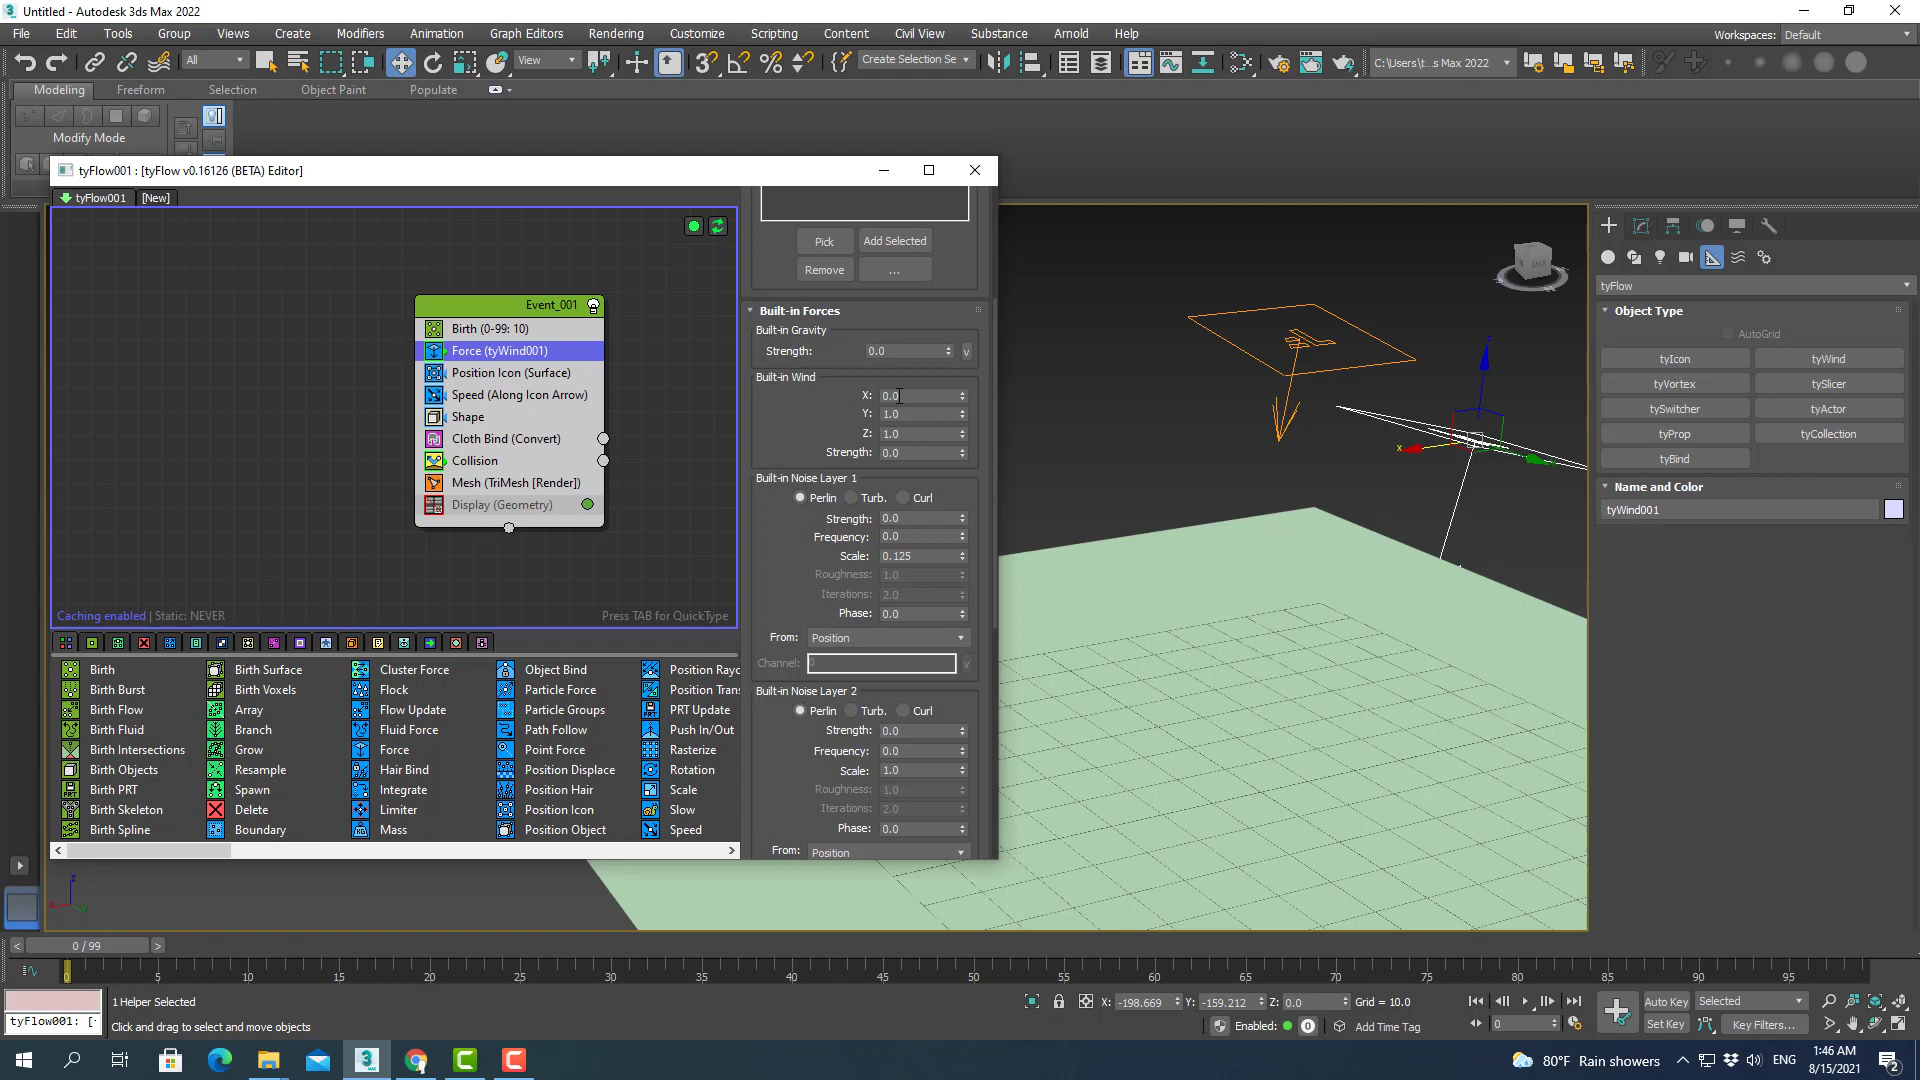 Untitled - Autodesk 3ds Max 2022
File Edit Tools Group Views Create Modifiers Animation Graph Editors Rendering Customize Scripting Content Civil View Substance Arnold Help
Workspaces: Default
All View Create Selection Se C:\Users\t...s Max 2022
Modeling Freeform Selection Object Paint Populate
Modify Mode
tyFlow001 : [tyFlow v0.16126 (BETA) Editor]
tyFlow001 [New]
Event_001
Birth (0-99: 10)
Force (tyWind001)
Position Icon (Surface)
Speed (Along Icon Arrow)
Shape
Cloth Bind (Convert)
Collision
Mesh (TriMesh [Render])
Display (Geometry)
Caching enabled | Static: NEVER
Press TAB for QuickType
Birth Birth Surface Cluster Force Object Bind Position Rayc
Birth Burst Birth Voxels Flock Particle Force Position Trans
Birth Flow Array Flow Update Particle Groups PRT Update
Birth Fluid Branch Fluid Force Path Follow Push In/Out
Birth Intersections Grow Force Point Force Rasterize
Birth Objects Resample Hair Bind Position Displace Rotation
Birth PRT Spawn Integrate Position Hair Scale
Birth Skeleton Delete Limiter Position Icon Slow
Birth Spline Boundary Mass Position Object Speed
Pick Add Selected
Remove ...
Built-in Forces
Built-in Gravity
Strength: 0.0 v
Built-in Wind
X: 0.0
Y: 1.0
Z: 1.0
Strength: 0.0
Built-in Noise Layer 1
Perlin Turb. Curl
Strength: 0.0
Frequency: 0.0
Scale: 0.125
Roughness: 1.0
Iterations: 2.0
Phase: 0.0
From: Position
Channel: 0 v
Built-in Noise Layer 2
Perlin Turb. Curl
Strength: 0.0
Frequency: 0.0
Scale: 1.0
Roughness: 1.0
Iterations: 2.0
Phase: 0.0
From: Position
BACK
z
x
tyFlow
Object Type
AutoGrid
tyIcon tyWind
tyVortex tySlicer
tySwitcher tyActor
tyProp tyCollection
tyBind
Name and Color
tyWind001
z
< 0 / 99 >
0 5 10 15 20 25 30 35 40 45 50 55 60 65 70 75 80 85 90 95
1 Helper Selected
X: -198.669 Y: -159.212 Z: 0.0 Grid = 10.0
Auto Key Selected
tyFlow001: [
Click and drag to select and move objects
Enabled: 0 Add Time Tag
0
Set Key Key Filters...
3
MAX
80°F Rain showers
ENG
1:46 AM
8/15/2021
2